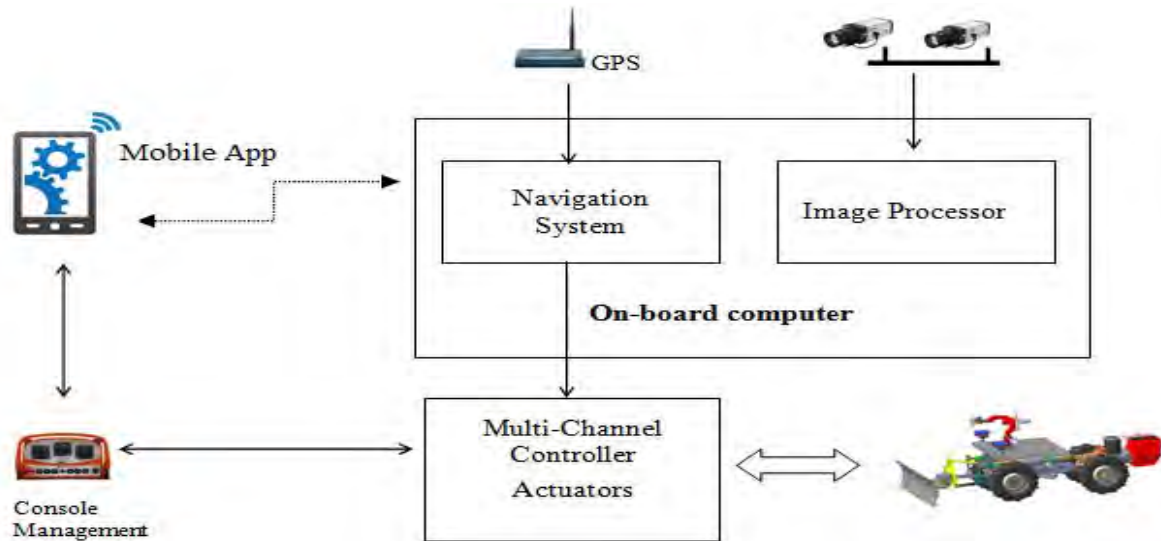 GPS
Mobile App
Navigation
System
Image Processor
On-board computer
Multi-Channel
Controller
Actuators
Console
Management